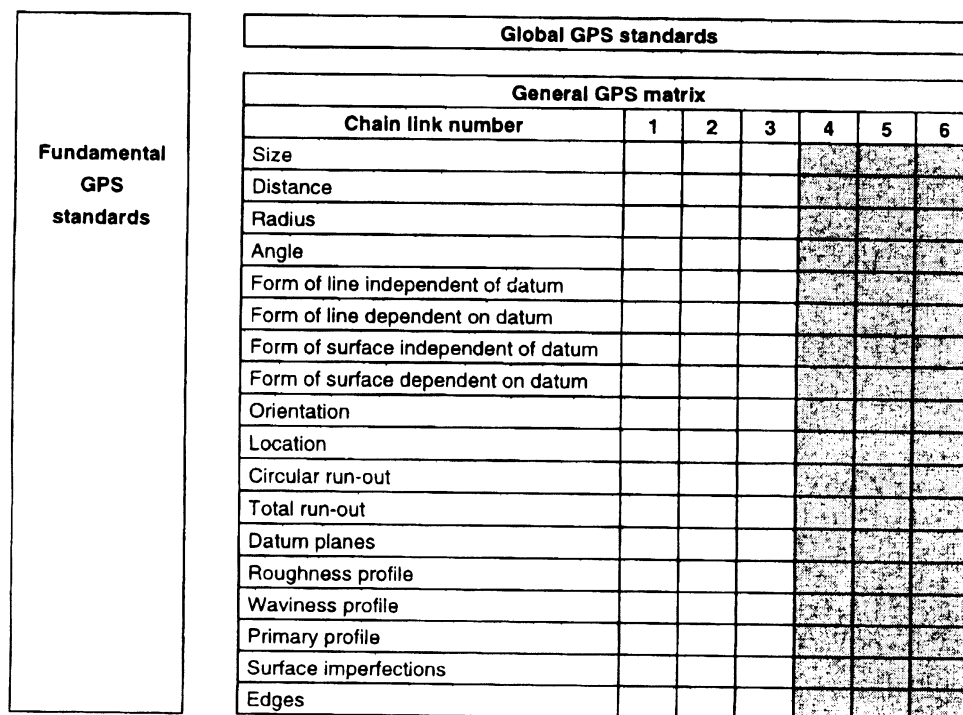 Fundamental
GPS
standards
Global GPS standards
General GPS matrix
Chain link number 1 2 3 4 5 6
Size
Distance
Radius
Angle
Form of line independent of datum
Form of line dependent on datum
Form of surface independent of datum
Form of surface dependent on datum
Orientation
Location
Circular run-out
Total run-out
Datum planes
Roughness profile
Waviness profile
Primary profile
Surface imperfections
Edges